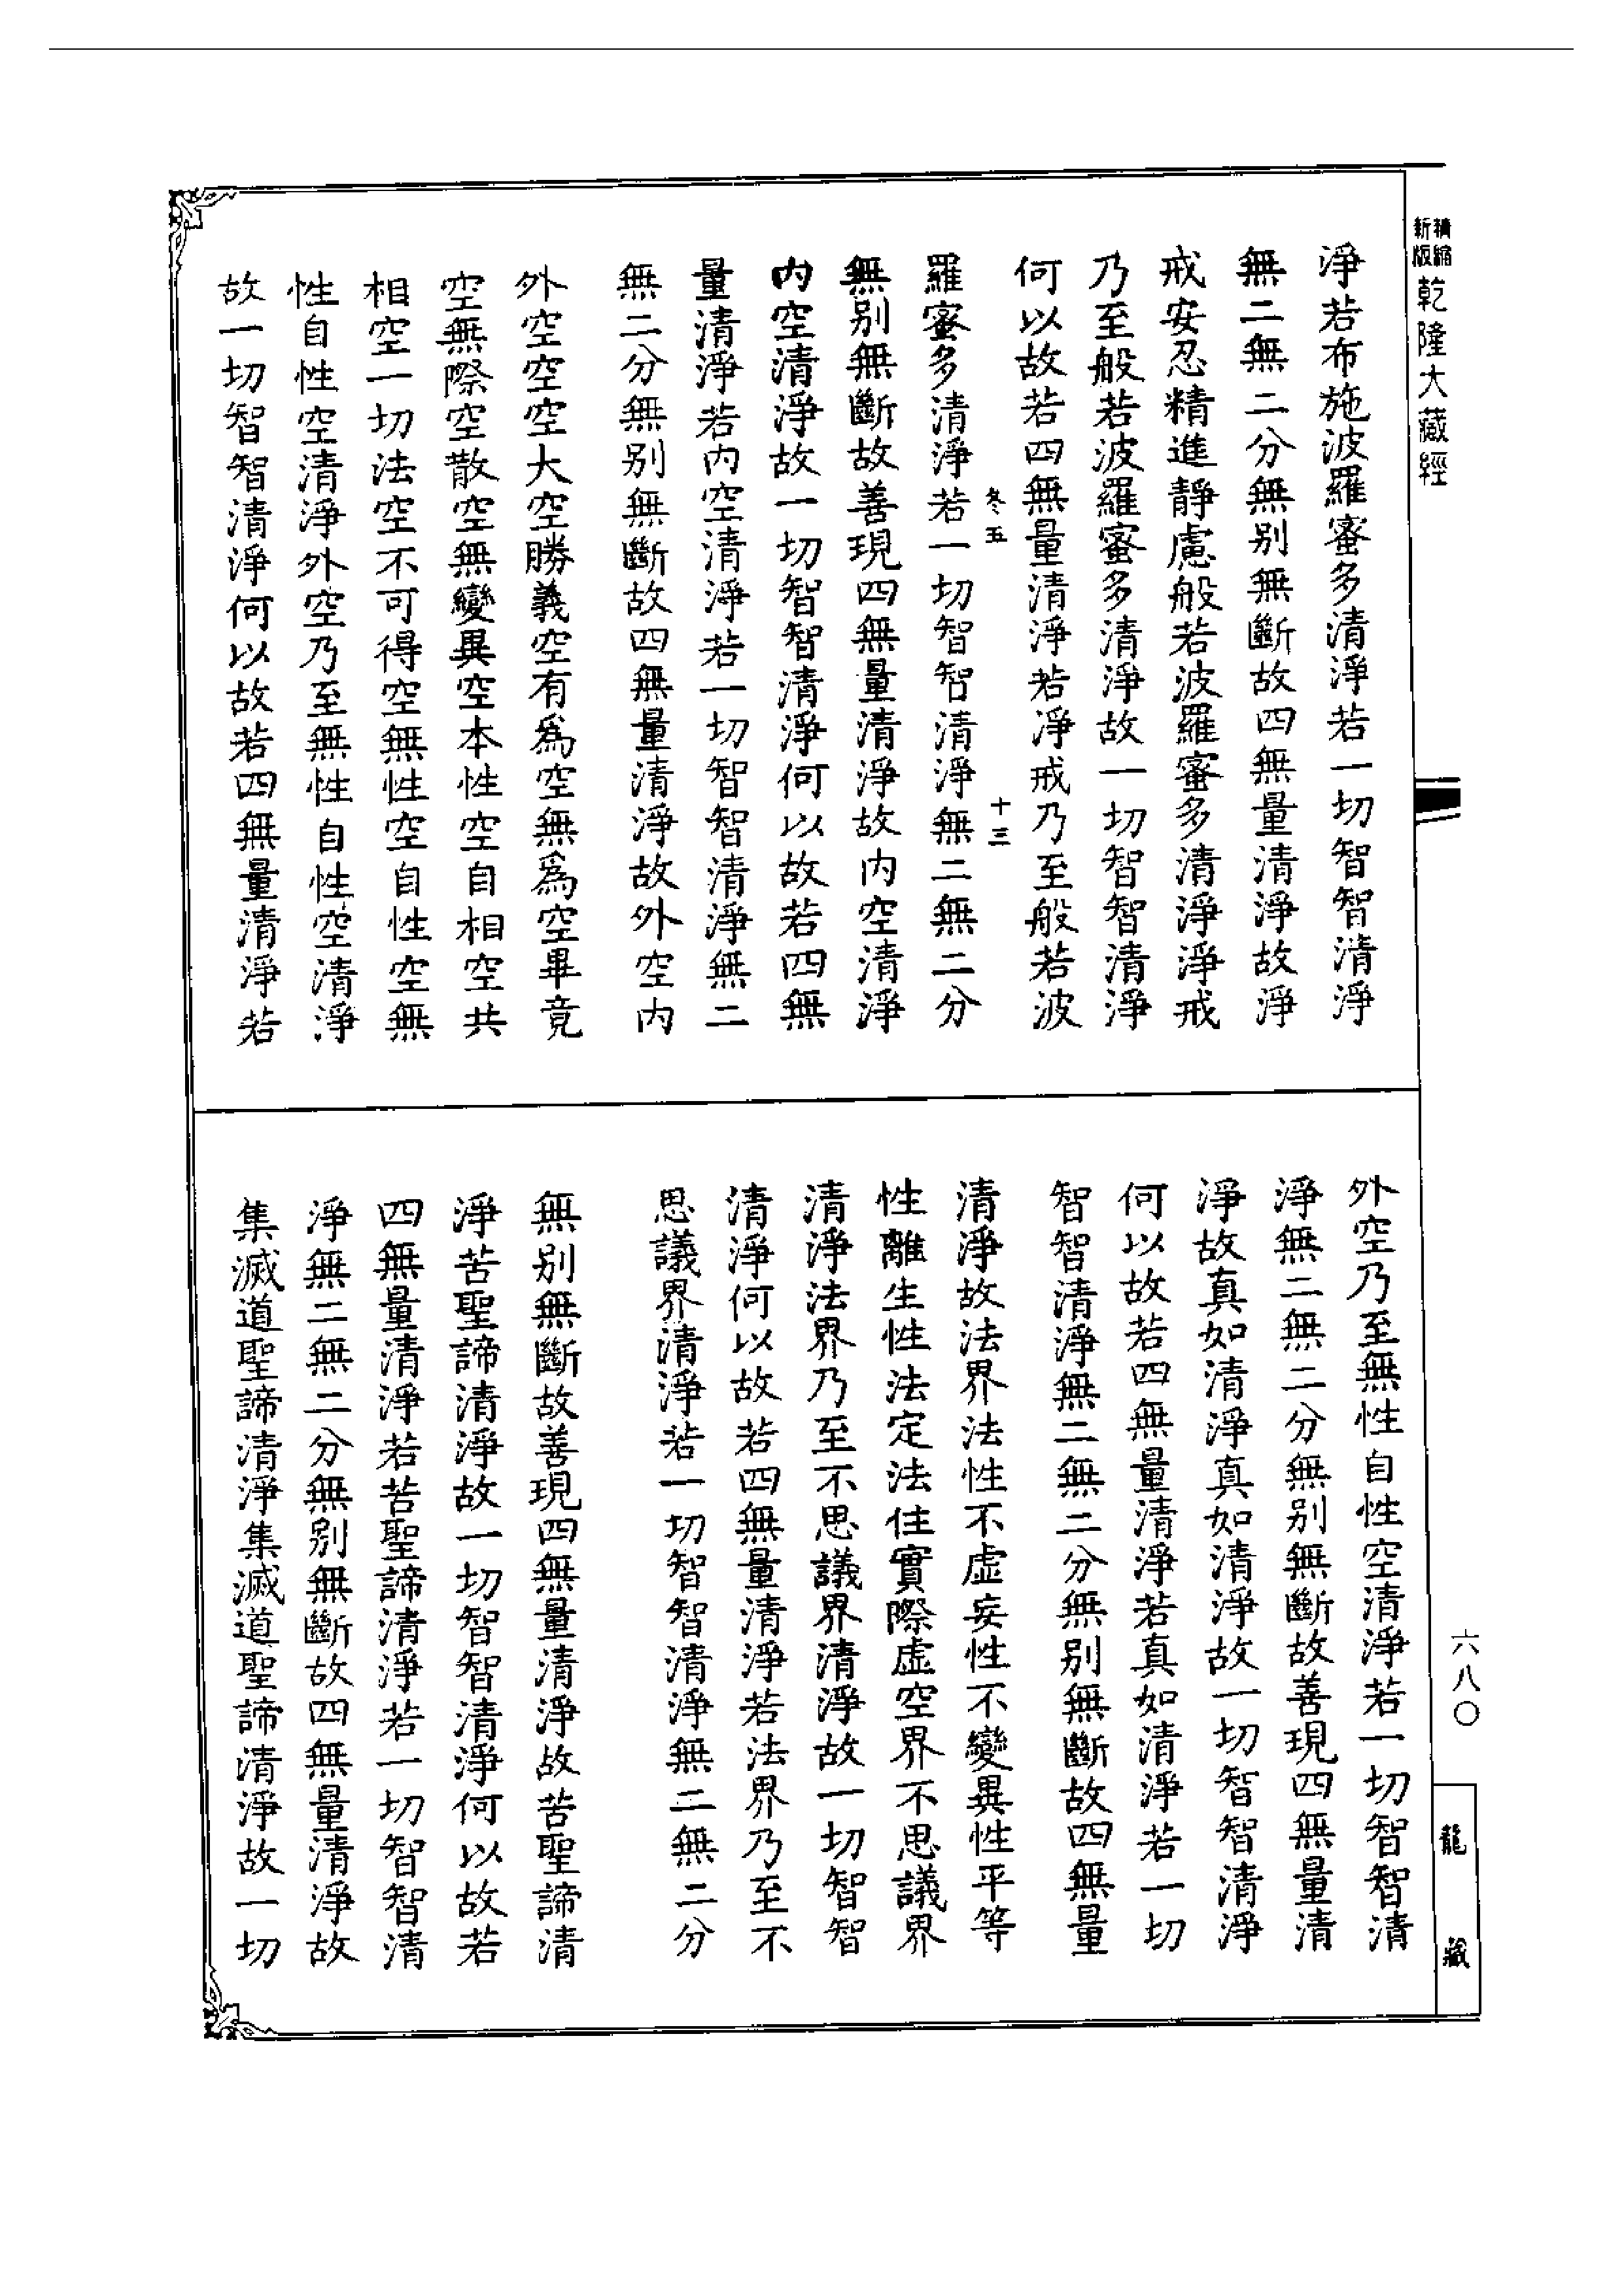 精縮
新版
乾隆大藏經
淨若布施波羅蜜多清淨若一切智智清淨
無二無二分無别無斷故四無量清淨故淨
戒安忍精進靜慮般若波羅蜜多清淨淨戒
乃至般若波羅蜜多清淨故一切智智清淨
何以故若四無量清淨若淨戒乃至般若波
冬五
十三
羅蜜多清淨若一切智智清淨無二無二分
無别無斷故善現四無量清淨故内空清淨
内空清淨故一切智智清淨何以故若四無
量清淨若内空清淨若一切智智清淨無二
無二分無别無斷故四無量清淨故外空内
外空空空大空勝義空有為空無為空畢竟
空無際空散空無變異空本性空自相空共
相空一切法空不可得空無性空自性空無
性自性空清淨外空乃至無性自性空清淨
故一切智智清淨何以故若四無量清淨若
外空乃至無性自性空清淨若一切智智清
淨無二無二分無别無斷故善現四無量清
淨故真如清淨真如清淨故一切智智清淨
何以故若四無量清淨若真如清淨若一切
智智清淨無二無二分無别無斷故四無量
清淨故法界法性不虛妄性不變異性平等
性離生性法定法住實際虛空界不思議界
清淨法界乃至不思議界清淨故一切智智
清淨何以故若四無量清淨若法界乃至不
思議界清淨若一切智智清淨無二無二分
無别無斷故善現四無量清淨故苦聖諦清
淨苦聖諦清淨故一切智智清淨何以故若
四無量清淨若苦聖諦清淨若一切智智清
淨無二無二分無别無斷故四無量清淨故
集滅道聖諦清淨集滅道聖諦清淨故一切
六八〇
龍藏